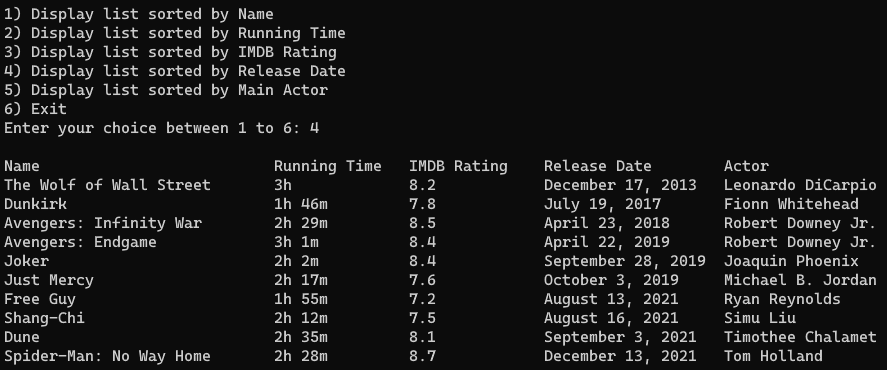 1) Display list sorted by Name
2) Display list sorted by Running Time
3) Display list sorted by IMDB Rating
4) Display list sorted by Release Date
5) Display list sorted by Main Actor
6) Exit
Enter your choice between 1 to 6: 4
Name Running Time IMDB Rating Release Date Actor
The Wolf of Wall Street 3h 8.2 December 17, 2013 Leonardo DiCarpio
Dunkirk 1h 46m 7.8 July 19, 2017 Fionn Whitehead
Avengers: Infinity War 2h 29m 8.5 April 23, 2018 Robert Downey Jr.
Avengers: Endgame 3h 1m 8.4 April 22, 2019 Robert Downey Jr.
Joker 2h 2m 8.4 September 28, 2019 Joaquin Phoenix
Just Mercy 2h 17m 7.6 October 3, 2019 Michael B. Jordan
Free Guy 1h 55m 7.2 August 13, 2021 Ryan Reynolds
Shang-Chi 2h 12m 7.5 August 16, 2021 Simu Liu
Dune 2h 35m 8.1 September 3, 2021 Timothee Chalamet
Spider-Man: No Way Home 2h 28m 8.7 December 13, 2021 Tom Holland